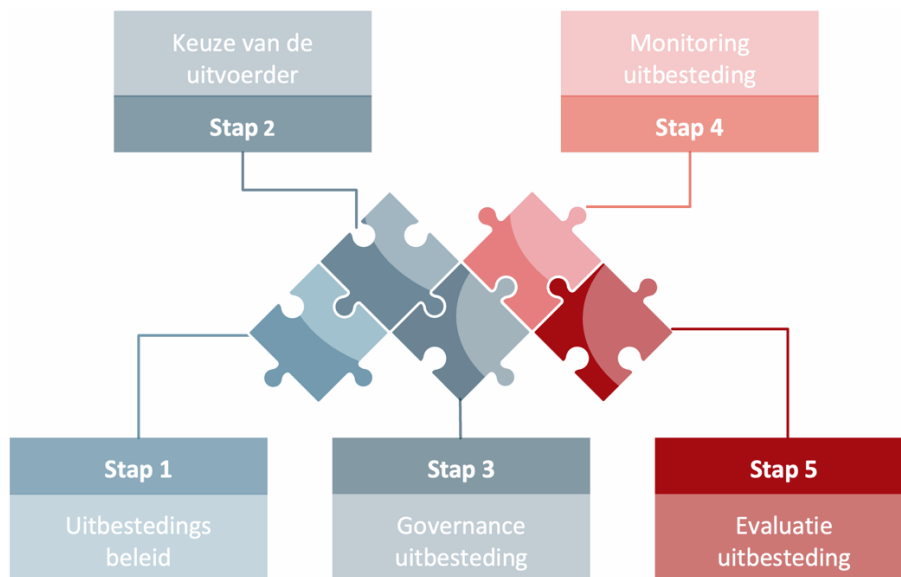 Keuze van de
uitvoerder
Stap 2
Monitoring
uitbesteding
Stap 4
Stap 1
Uitbestedings
beleid
Stap 3
Governance
uitbesteding
Stap 5
Evaluatie
uitbesteding